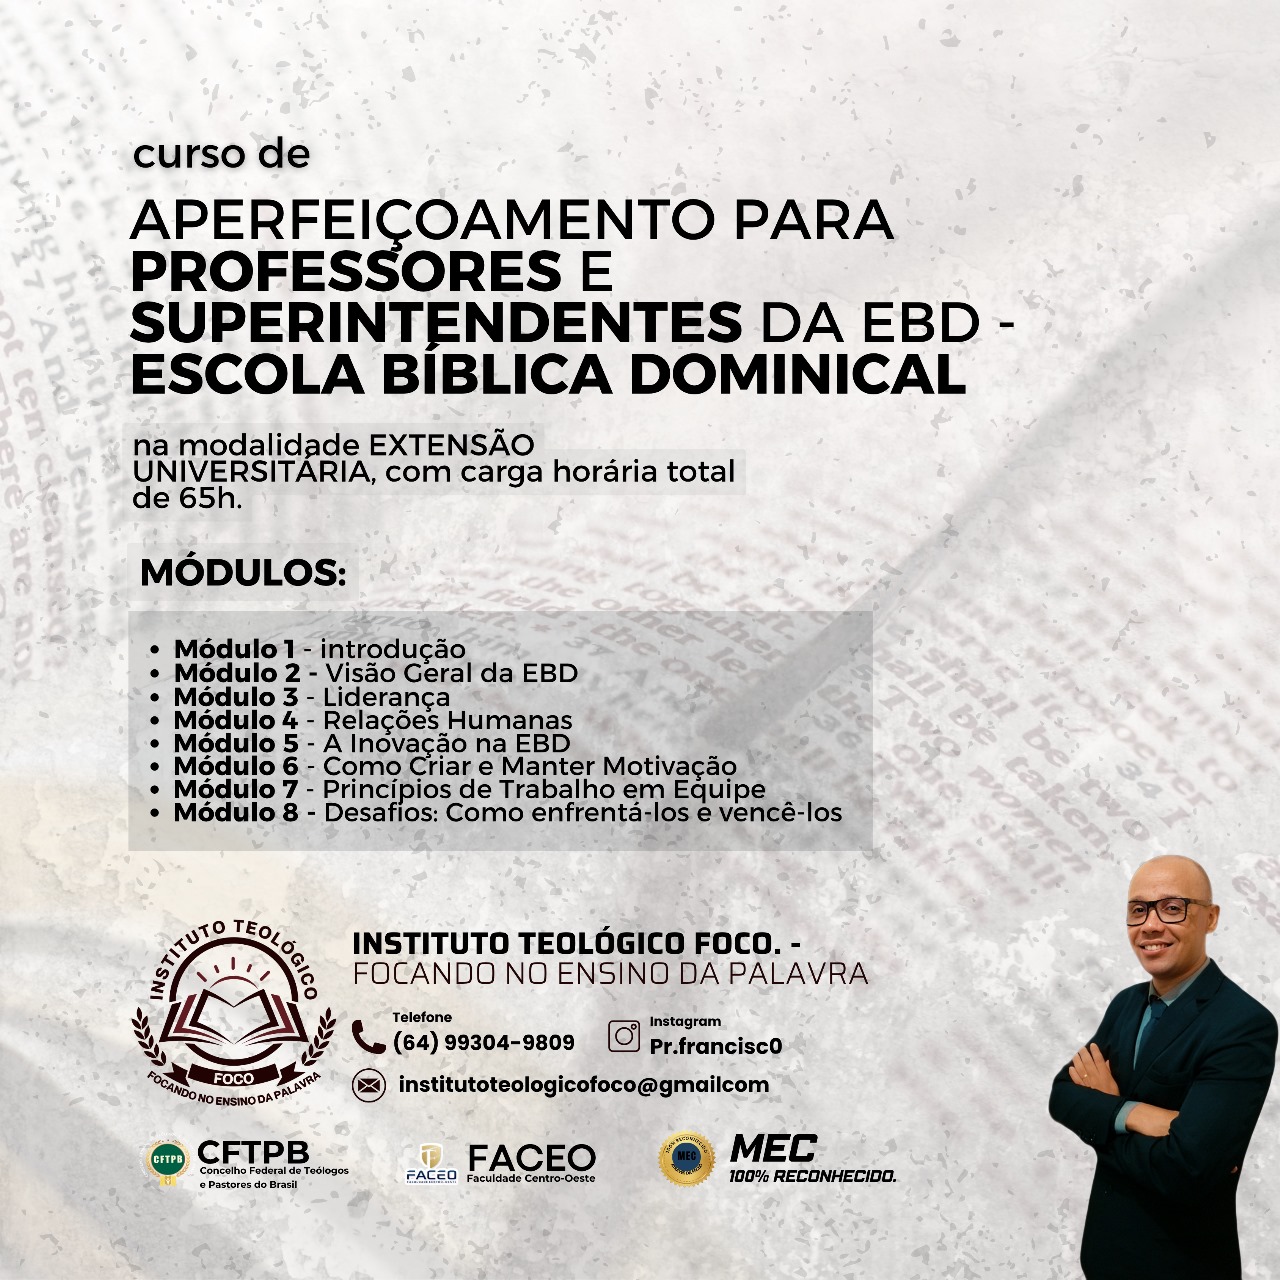 curso de
APERFEIÇOAMENTO PARA
PROFESSORES E
SUPERINTENDENTES DA EBD -
ESCOLA BÍBLICA DOMINICAL
na modalidade EXTENSÃO
UNIVERSITÁRIA, com carga horária total
de 65h.
MÓDULOS:
• Módulo 1 - introdução
• Módulo 2 - Visão Geral da EBD
• Módulo 3 - Liderança
• Módulo 4 - Relações Humanas
• Módulo 5 - A Inovação na EBD
• Módulo 6 - Como Criar e Manter Motivação
• Módulo 7 - Princípios de Trabalho em Equipe
• Módulo 8 - Desafios: Como enfrentá-los e vencê-los
INSTITUTO TEOLÓGICO
FOCO
FOCANDO NO ENSINO DA PALAVRA
INSTITUTO TEOLÓGICO FOCO. -
FOCANDO NO ENSINO DA PALAVRA
Telefone
(64) 99304-9809
Instagram
Pr.francisc0
institutoteologicofoco@gmailcom
CFTPB
CFTPB
Concelho Federal de Teólogos
e Pastores do Brasil
FACEO
FACEO
Faculdade Centro-Oeste
MEC
MEC
100% RECONHECIDO.